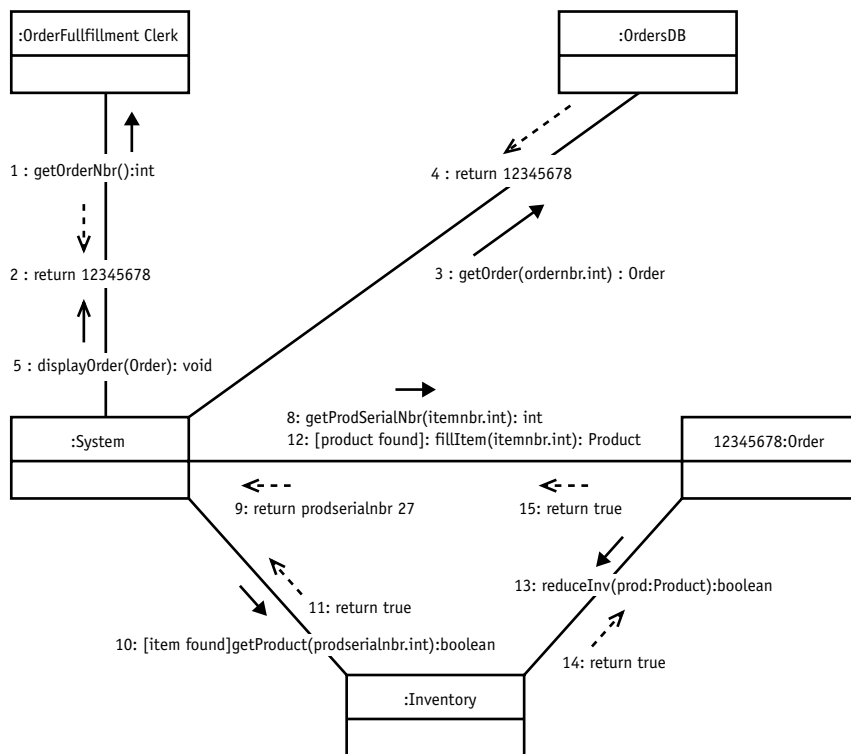 :OrderFullfillment Clerk
:OrdersDB
1 : getOrderNbr():int
4 : return 12345678
2 : return 12345678
3 : getOrder(ordernbr.int) : Order
5 : displayOrder(Order): void
8: getProdSerialNbr(itemnbr.int): int
12: [product found]: fillItem(itemnbr.int): Product
:System
12345678:Order
9: return prodserialnbr 27
15: return true
13: reduceInv(prod:Product):boolean
11: return true
10: [item found]getProduct(prodserialnbr.int):boolean
14: return true
:Inventory